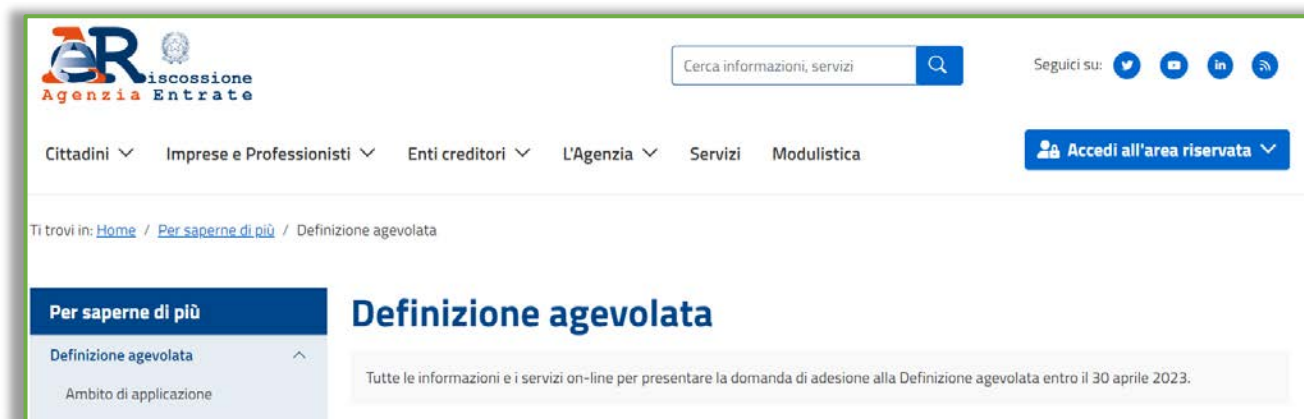 AeR iscossione
Agenzia Entrate
Cerca informazioni, servizi
Seguici su:
in
Cittadini
Imprese e Professionisti
Enti creditori
L'Agenzia
Servizi
Modulistica
Accedi all'area riservata
Ti trovi in: Home / Per saperne di più / Definizione agevolata
Per saperne di più
Definizione agevolata
Ambito di applicazione
Definizione agevolata
Tutte le informazioni e i servizi on-line per presentare la domanda di adesione alla Definizione agevolata entro il 30 aprile 2023.